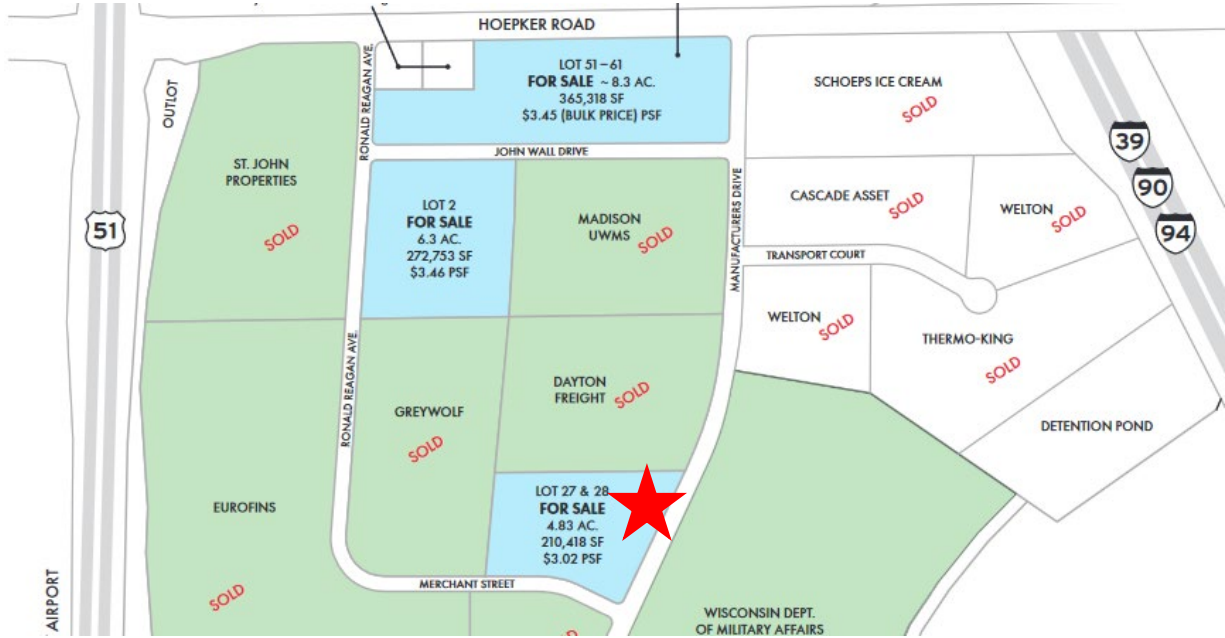 HOEPKER ROAD
OUTLOT
RONALD REAGAN AVE.
LOT 51–61
FOR SALE ~ 8.3 AC.
365,318 SF
$3.45 (BULK PRICE) PSF
SCHOEPS ICE CREAM
SOLD
39
90
94
51
JOHN WALL DRIVE
ST. JOHN
PROPERTIES
SOLD
LOT 2
FOR SALE
6.3 AC.
272,753 SF
$3.46 PSF
MADISON
UWMS
SOLD
MANUFACTURERS DRIVE
CASCADE ASSET
SOLD
WELTON
SOLD
TRANSPORT COURT
WELTON
SOLD
THERMO-KING
SOLD
RONALD REAGAN AVE.
GREYWOLF
SOLD
DAYTON
FREIGHT
SOLD
DETENTION POND
EUROFINS
SOLD
LOT 27 & 28
FOR SALE
4.83 AC.
210,418 SF
$3.02 PSF
MERCHANT STREET
AIRPORT
WISCONSIN DEPT.
OF MILITARY AFFAIRS